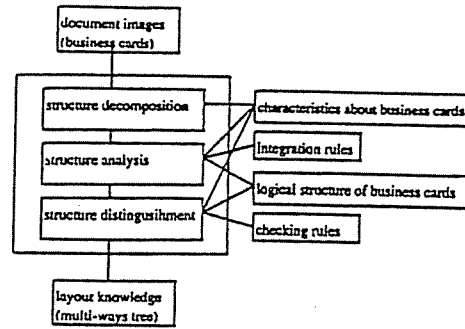 document images
(business cards)
structure decomposition
characteristics about business cards
structure analysis
Integration rules
logical structure of business cards
structure distingusihment
checking rules
layout knowledge
(multi-ways tree)